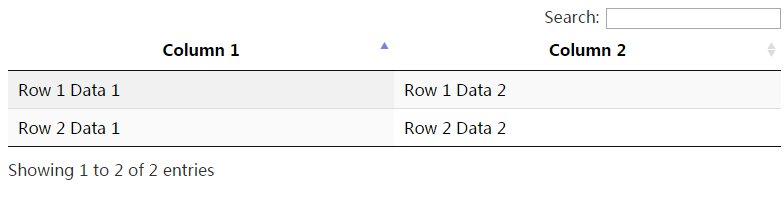 Search:
Column 1 Column 2
Row 1 Data 1 Row 1 Data 2
Row 2 Data 1 Row 2 Data 2
Showing 1 to 2 of 2 entries